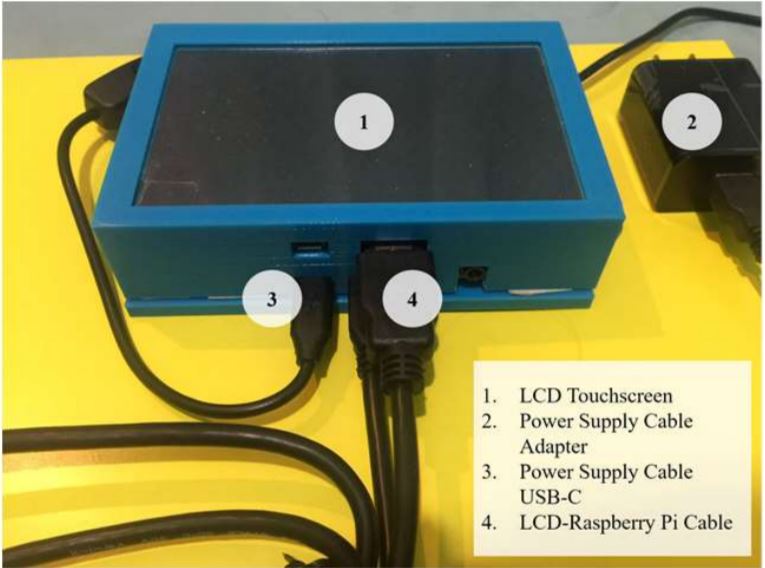 1
2
3
4
1. LCD Touchscreen
2. Power Supply Cable
Adapter
3. Power Supply Cable
USB-C
4. LCD-Raspberry Pi Cable